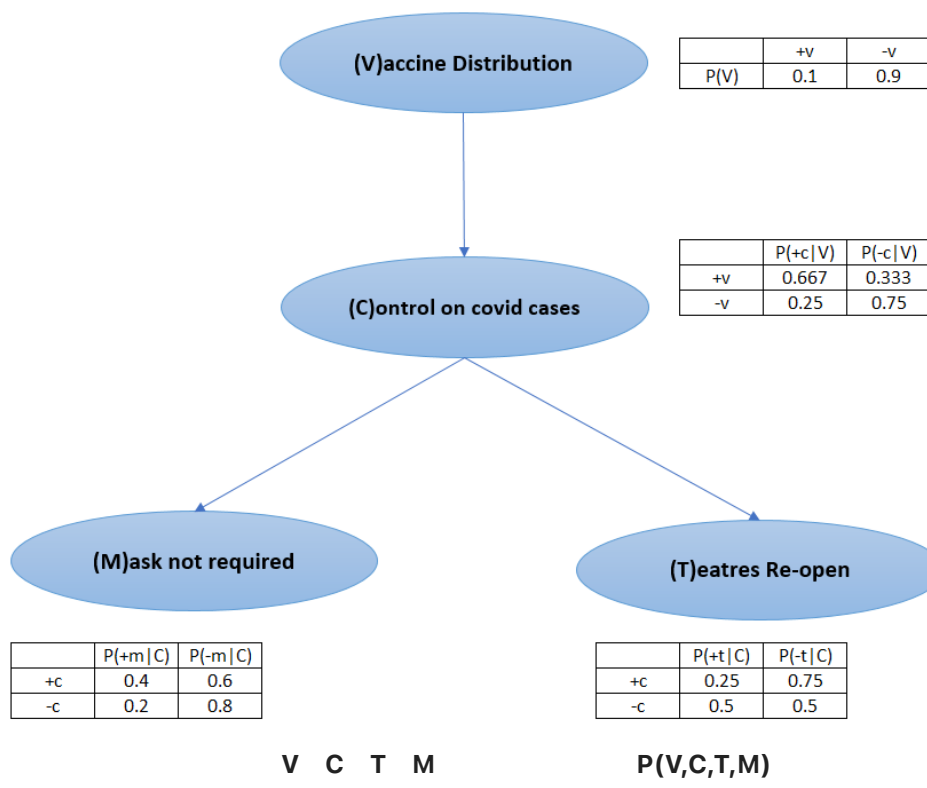 (V)accine Distribution
+v -v
P(V) 0.1 0.9
P(+c|V) P(-c|V)
+v 0.667 0.333
-v 0.25 0.75
(C)ontrol on covid cases
(M)ask not required
(T)eatres Re-open
P(+m|C) P(-m|C)
+c 0.4 0.6
-c 0.2 0.8
P(+t|C) P(-t|C)
+c 0.25 0.75
-c 0.5 0.5
V C T M P(V,C,T,M)